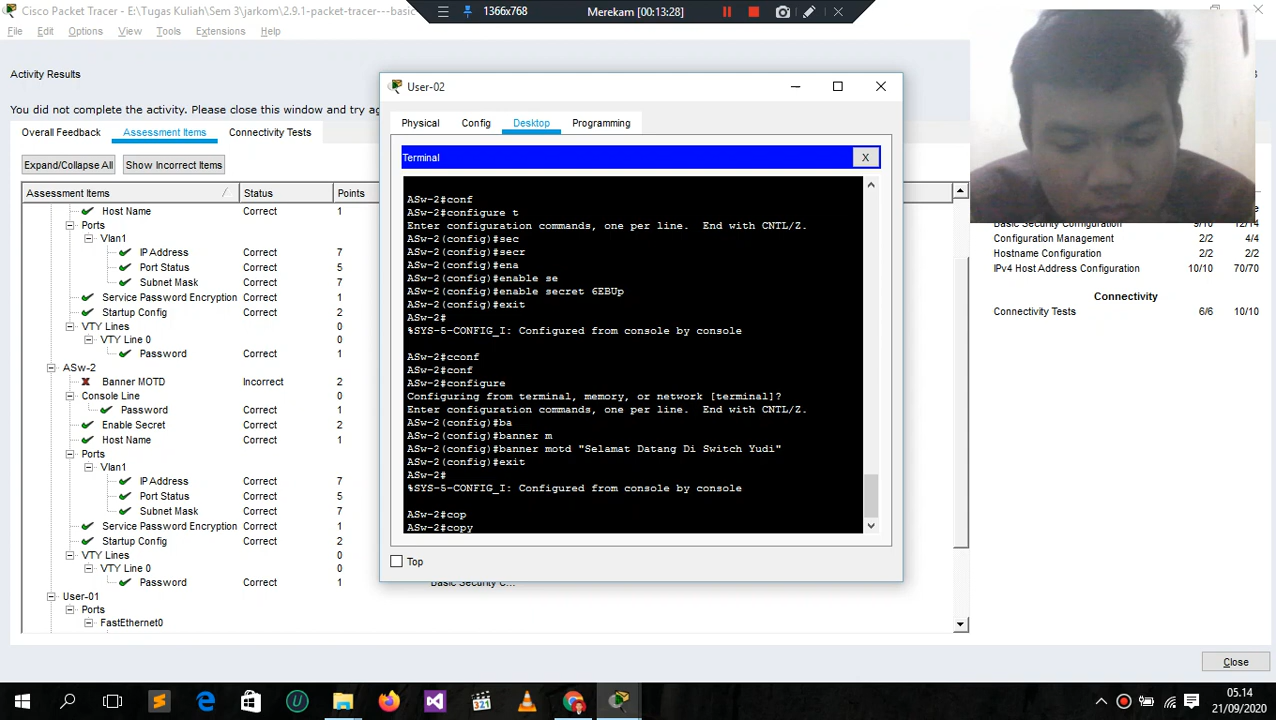 Cisco Packet Tracer - E:\Tugas Kuliah\Sem 3\jarkom\2.9.1-packet-tracer---basic
1366x768
Merekam [00:13:28]
File Edit Options View Tools Extensions Help
Activity Results
You did not complete the activity. Please close this window and try ag
Overall Feedback Assessment Items Connectivity Tests
Expand/Collapse All Show Incorrect Items
Assessment Items Status Points
Host Name Correct 1
Ports
Vlan1
IP Address Correct 7
Port Status Correct 5
Subnet Mask Correct 7
Service Password Encryption Correct 1
Startup Config Correct 2
VTY Lines 0
VTY Line 0 0
Password Correct 1
ASw-2
Banner MOTD Incorrect 2
Console Line 0
Password Correct 1
Enable Secret Correct 2
Host Name Correct 1
Ports 0
Vlan1 0
IP Address Correct 7
Port Status Correct 5
Subnet Mask Correct 7
Service Password Encryption Correct 1
Startup Config Correct 2
VTY Lines 0
VTY Line 0 0
Password Correct 1
Basic Security C...
User-01
Ports
FastEthernet0
User-02
Physical Config Desktop Programming
Terminal X
ASw-2#conf
ASw-2#configure t
Enter configuration commands, one per line. End with CNTL/Z.
ASw-2(config)#sec
ASw-2(config)#secr
ASw-2(config)#ena
ASw-2(config)#enable se
ASw-2(config)#enable secret 6EBUp
ASw-2(config)#exit
ASw-2#
%SYS-5-CONFIG_I: Configured from console by console
ASw-2#cconf
ASw-2#conf
ASw-2#configure
Configuring from terminal, memory, or network [terminal]?
Enter configuration commands, one per line. End with CNTL/Z.
ASw-2(config)#ba
ASw-2(config)#banner m
ASw-2(config)#banner motd "Selamat Datang Di Switch Yudi"
ASw-2(config)#exit
ASw-2#
%SYS-5-CONFIG_I: Configured from console by console
ASw-2#cop
ASw-2#copy
Top
Basic Security Configuration 9/10 12/14
Configuration Management 2/2 4/4
Hostname Configuration 2/2 2/2
IPv4 Host Address Configuration 10/10 70/70
Connectivity
Connectivity Tests 6/6 10/10
Close
05.14
21/09/2020